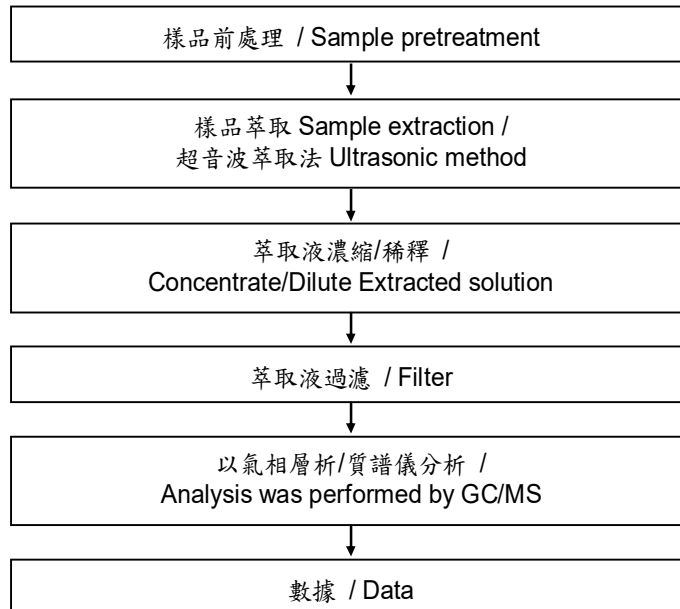 樣品前處理 / Sample pretreatment
樣品萃取 Sample extraction /
超音波萃取法 Ultrasonic method
萃取液濃縮/稀釋 /
Concentrate/Dilute Extracted solution
萃取液過濾 / Filter
以氣相層析/質譜儀分析 /
Analysis was performed by GC/MS
數據 / Data